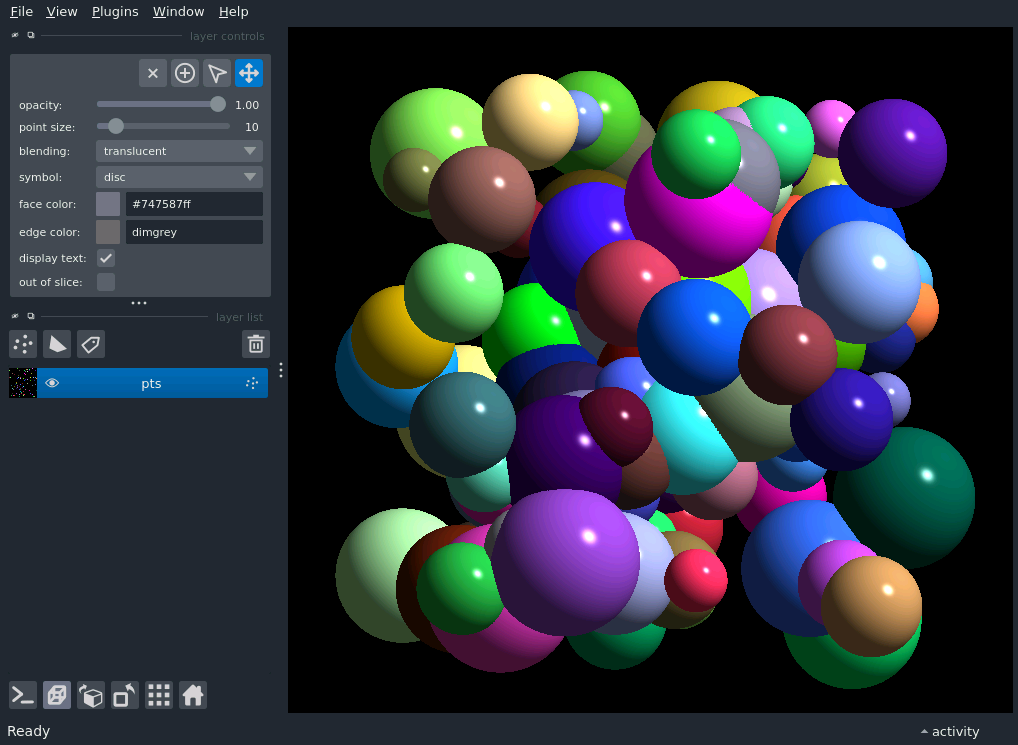 File View Plugins Window Help
layer controls
opacity: 1.00
point size: 10
blending: translucent
symbol: disc
face color: #747587ff
edge color: dimgrey
display text:
out of slice:
layer list
pts
Ready
activity